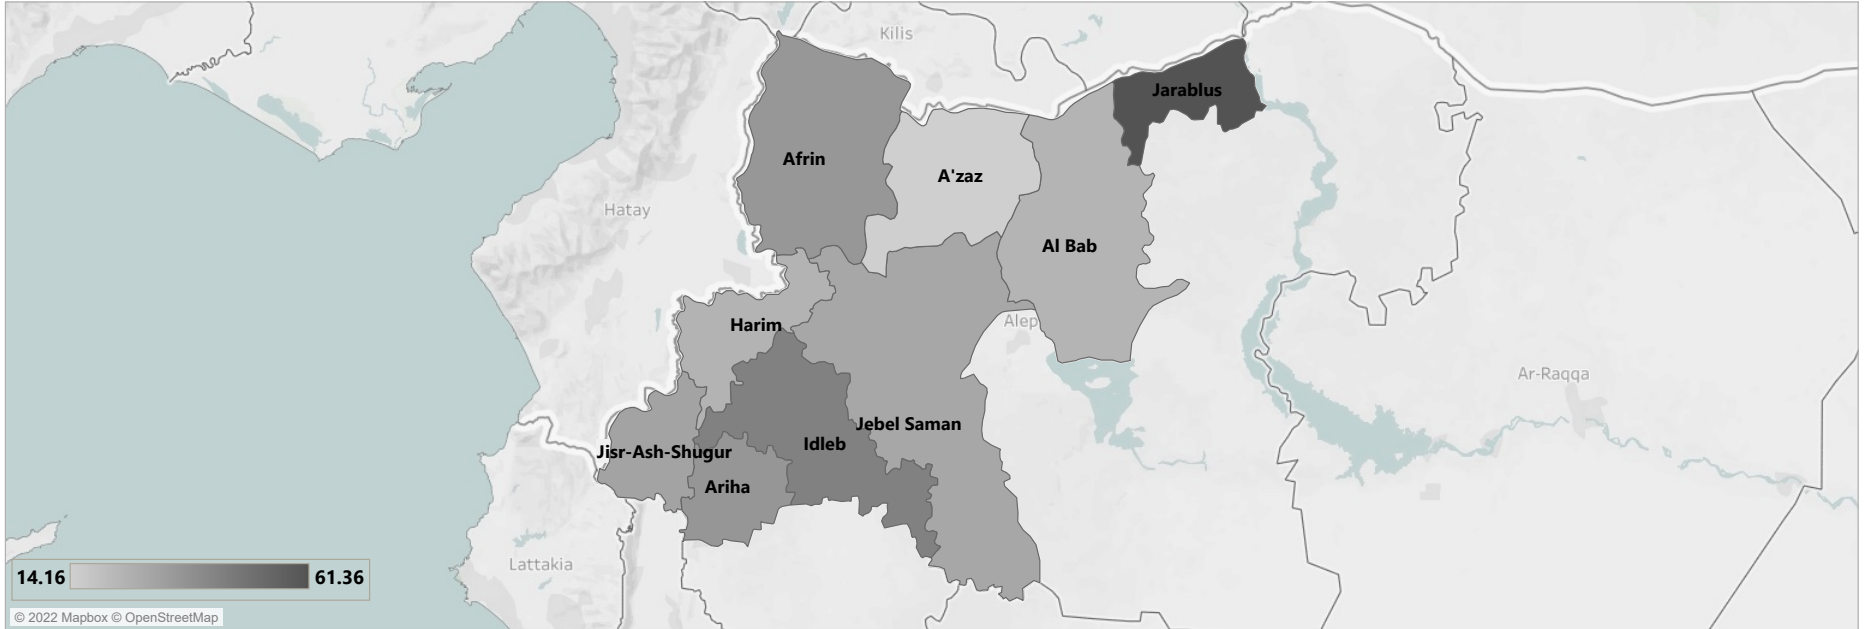 Kilis
Jarablus
Afrin
A'zaz
Hatay
Al Bab
Harim
Alep
Ar-Raqqa
Jebel Saman
Idleb
Jisr-Ash-Shugur
Ariha
Lattakia
14.16
61.36
© 2022 Mapbox © OpenStreetMap